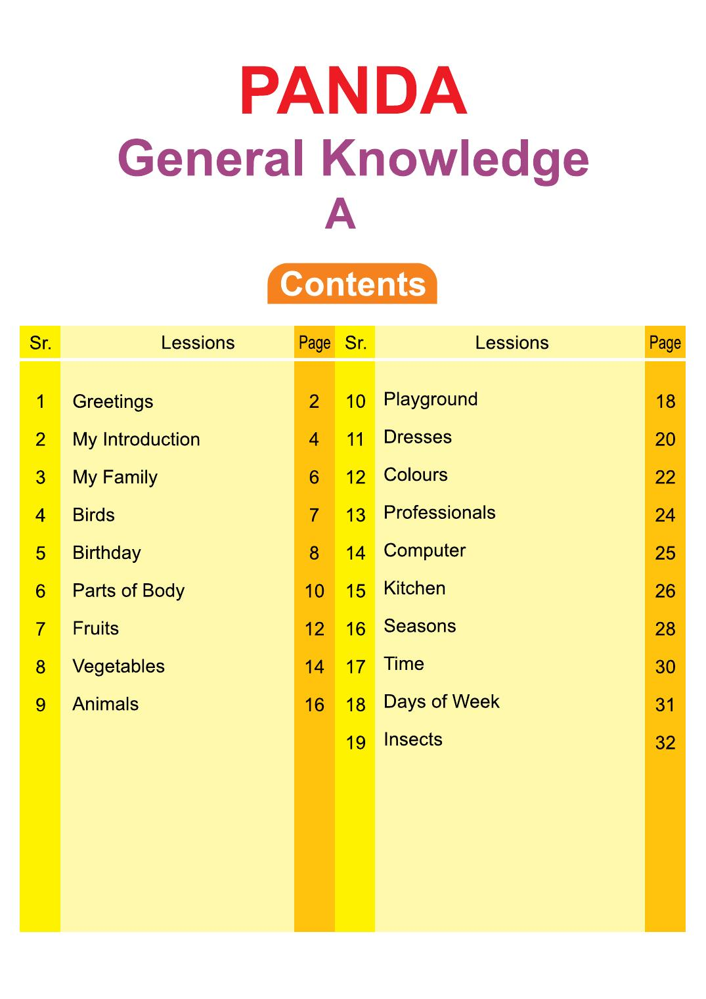 PANDA
General Knowledge
A
Contents
Sr. Lessions Page Sr. Lessions Page
1 Greetings 2 10 Playground 18
2 My Introduction 4 11 Dresses 20
3 My Family 6 12 Colours 22
4 Birds 7 13 Professionals 24
5 Birthday 8 14 Computer 25
6 Parts of Body 10 15 Kitchen 26
7 Fruits 12 16 Seasons 28
8 Vegetables 14 17 Time 30
9 Animals 16 18 Days of Week 31
19 Insects 32